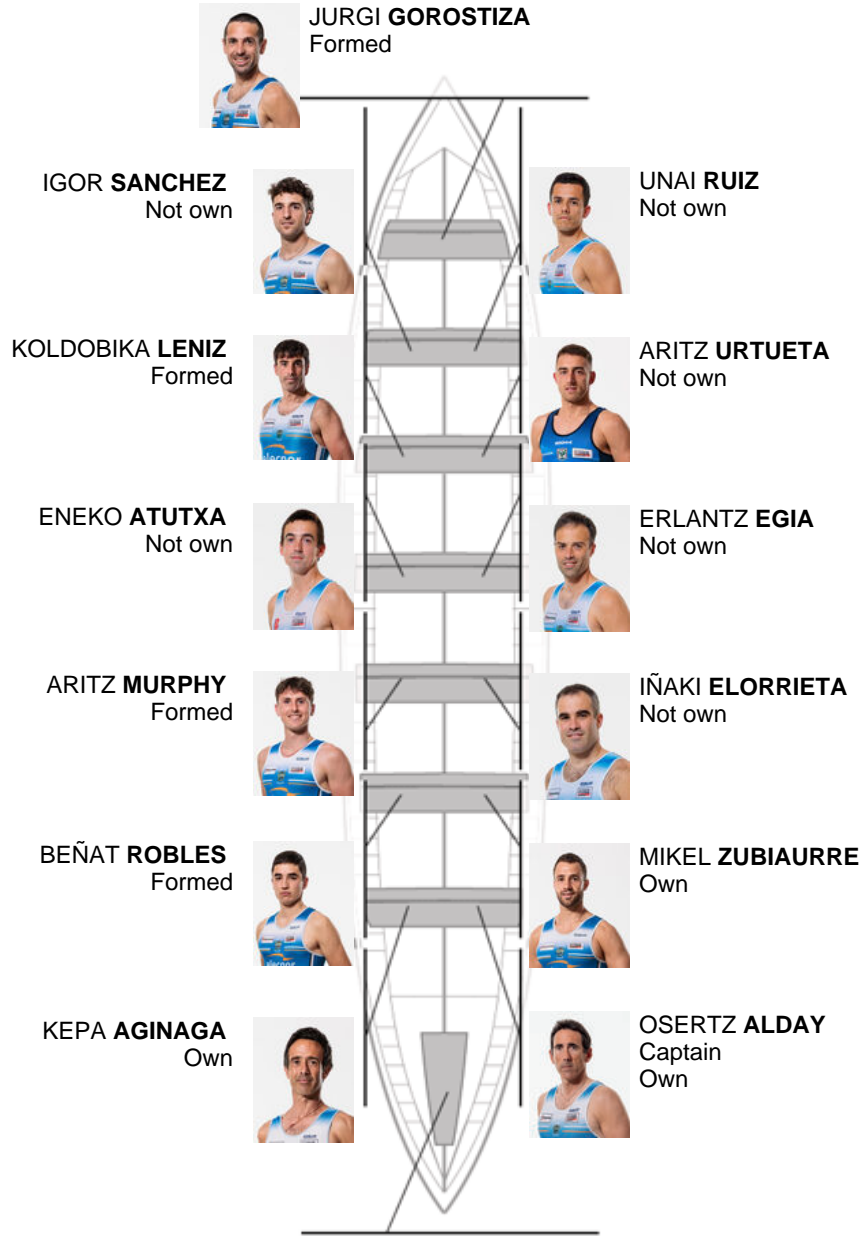 JURGI GOROSTIZA
Formed
IGOR SANCHEZ
Not own
UNAI RUIZ
Not own
KOLDOBIKA LENIZ
Formed
ARITZ URTUETA
Not own
ENEKO ATUTXA
Not own
ERLANTZ EGIA
Not own
ARITZ MURPHY
Formed
IÑAKI ELORRIETA
Not own
BEÑAT ROBLES
Formed
MIKEL ZUBIAURRE
Own
KEPA AGINAGA
Own
OSERTZ ALDAY
Captain
Own